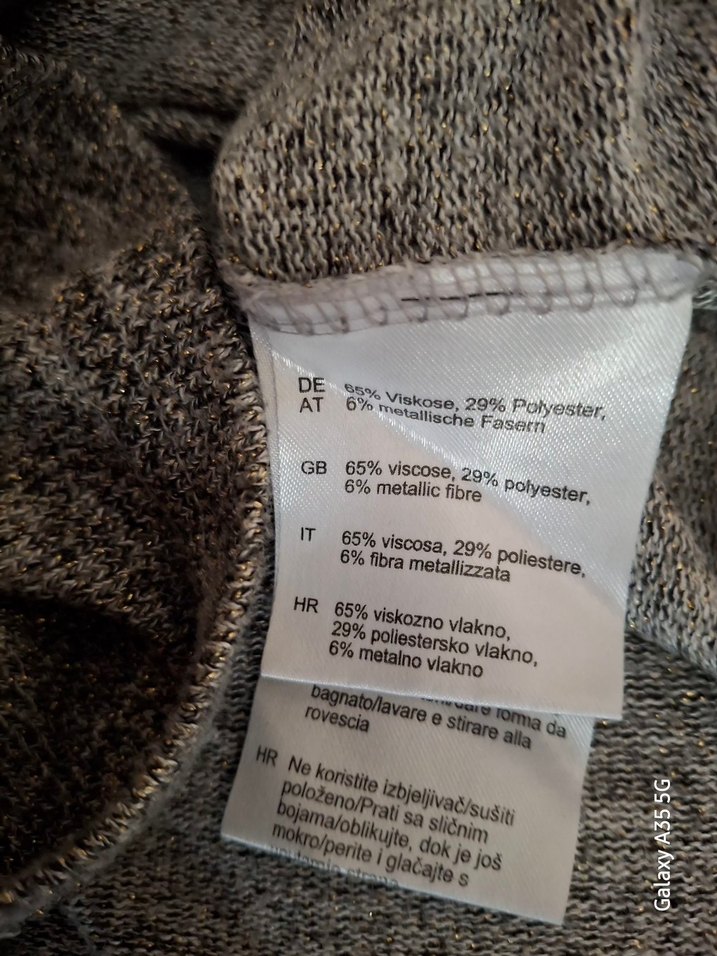 DE 65% Viskose, 29% Polyester,
AT 6% metallische Fasern
GB 65% viscose, 29% polyester,
6% metallic fibre
IT 65% viscosa, 29% poliestere,
6% fibra metallizzata
HR 65% viskozno vlakno,
29% poliestersko vlakno,
6% metalno vlakno
forma da
bagnato/lavare e stirare alla
rovescia
HR Ne koristite izbjeljivač/sušiti
položeno/Prati sa sličnim
bojama/oblikujte, dok je još
mokro/perite i glačajte s
Galaxy A35 5G